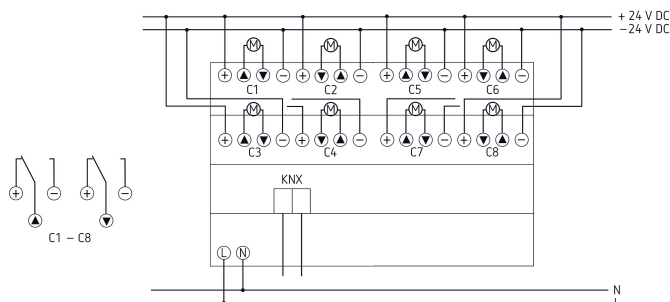 + 24 V DC
−24 V DC
M M M M
+ − + − + − + −
C1 C2 C5 C6
M M M M
+ − + − + − + −
C3 C4 C7 C8
KNX
+ − + −
C1 – C8
L N
N
L